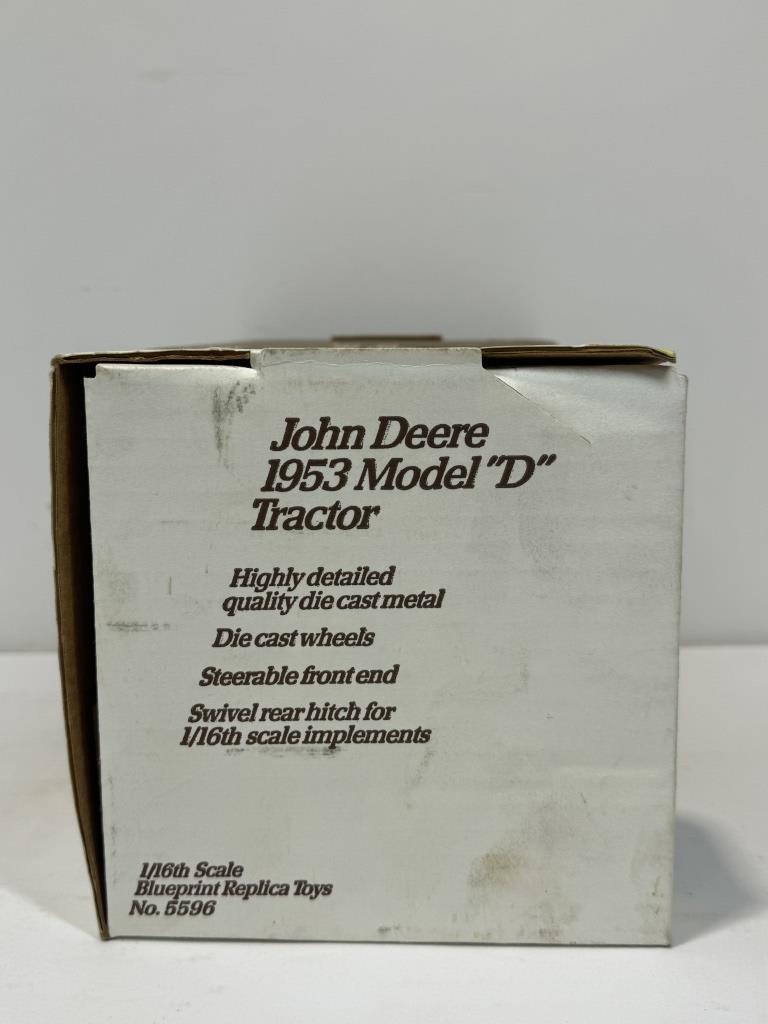 John Deere
1953 Model "D"
Tractor
Highly detailed
quality die cast metal
Die cast wheels
Steerable front end
Swivel rear hitch for
1/16th scale implements
1/16th Scale
Blueprint Replica Toys
No. 5596